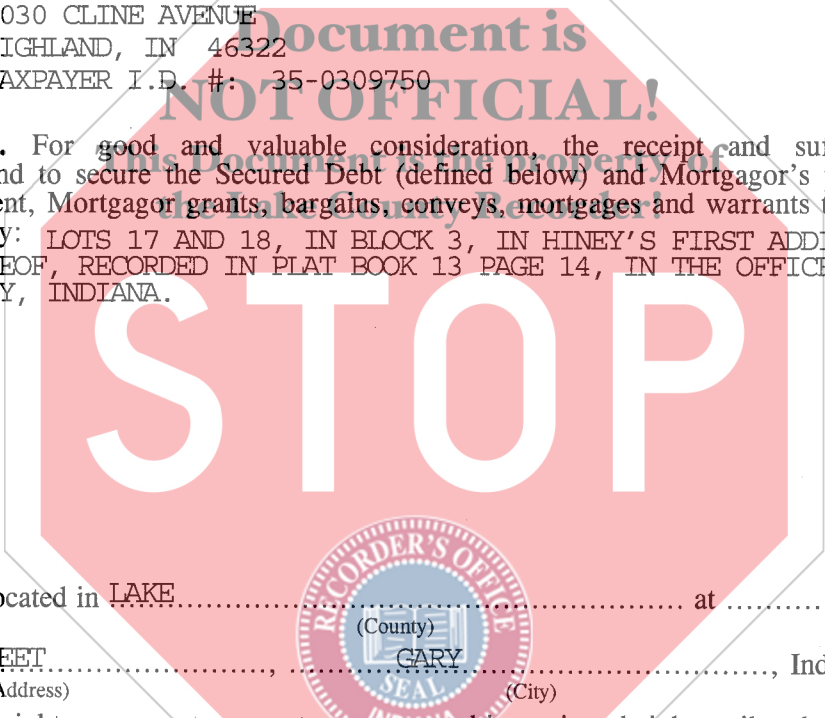 030 CLINE AVENUE
Document is
IGHLAND, IN 46322
AXPAYER I.D. #: 35-0309750
NOT OFFICIAL!
. For good and valuable consideration, the receipt and su
This Document is the property of
nd to secure the Secured Debt (defined below) and Mortgagor's
ent, Mortgagor grants, bargains, conveys, mortgages and warrants t
the Lake County Recorder!
y: LOTS 17 AND 18, IN BLOCK 3, IN HINEY'S FIRST ADDI
EOF, RECORDED IN PLAT BOOK 13 PAGE 14, IN THE OFFICE
Y, INDIANA.
STOP
RECORDER'S OFFICE
ocated in LAKE at
(County)
EET, GARY, Ind
Address) (City)
SEAL
INDIANA